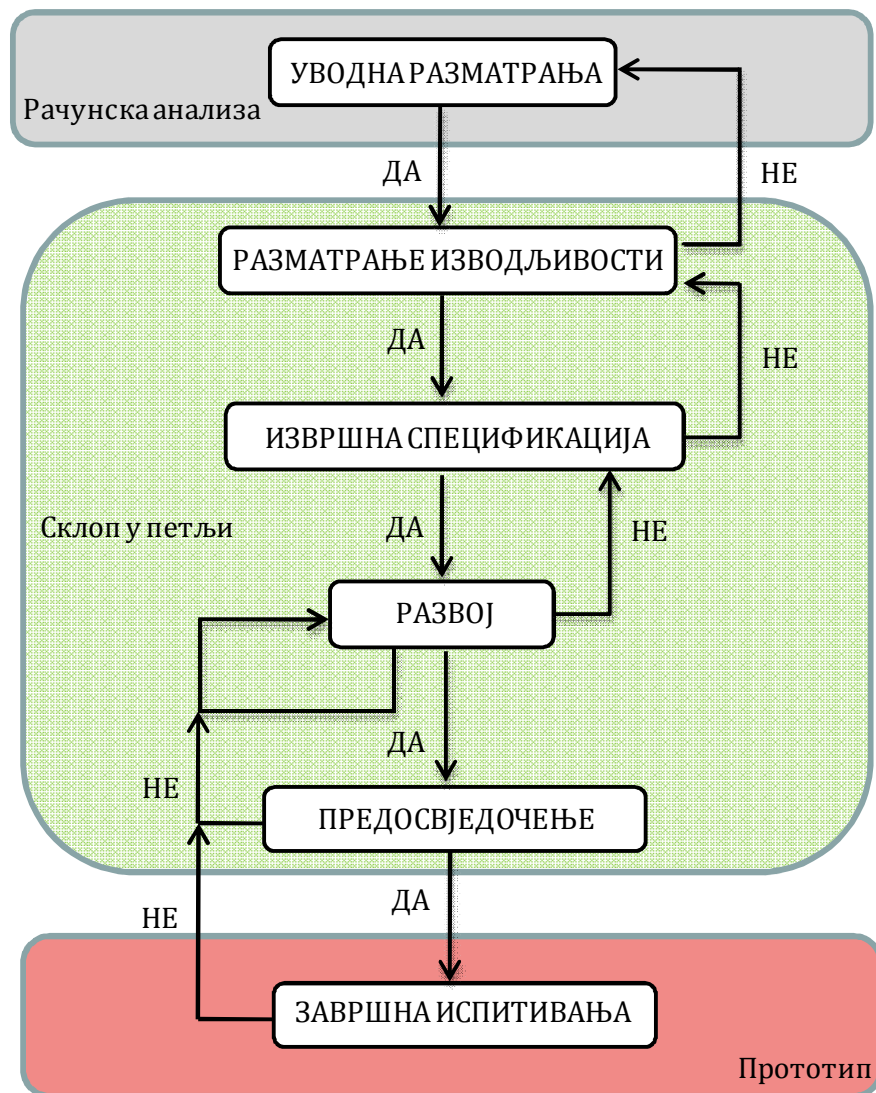 УВОДНА РАЗМАТРАЊА
Рачунска анализа
ДА
НЕ
РАЗМАТРАЊЕ ИЗВОДЉИВОСТИ
ДА
НЕ
ИЗВРШНА СПЕЦИФИКАЦИЈА
Склоп у петљи
ДА
НЕ
РАЗВОЈ
ДА
НЕ
ПРЕДОСВЈЕДОЧЕЊЕ
ДА
НЕ
ЗАВРШНА ИСПИТИВАЊА
Прототип